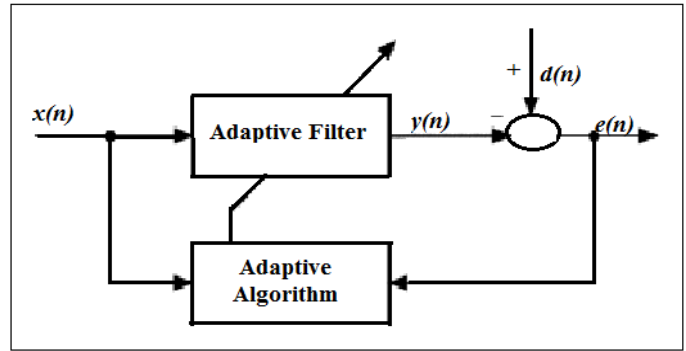 +
d(n)
x(n)
Adaptive Filter
y(n)
−
e(n)
Adaptive
Algorithm